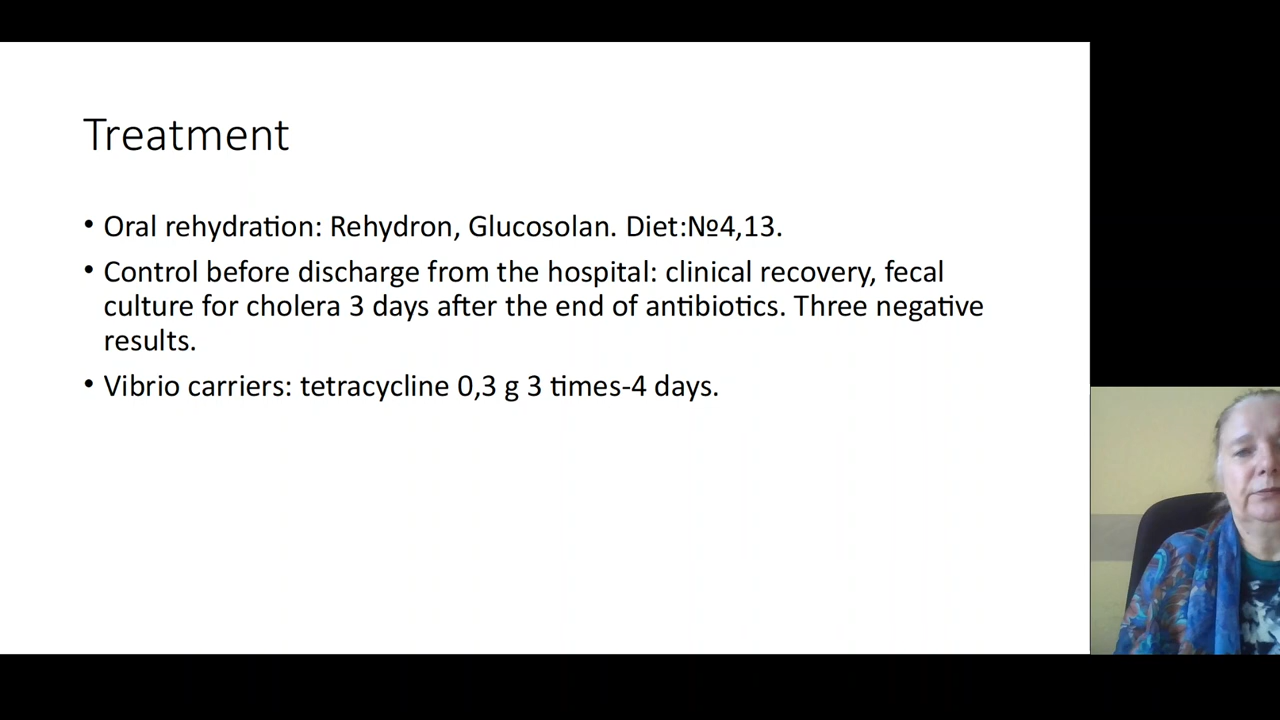 Treatment
• Oral rehydration: Rehydron, Glucosolan. Diet:№4,13.
• Control before discharge from the hospital: clinical recovery, fecal
culture for cholera 3 days after the end of antibiotics. Three negative
results.
• Vibrio carriers: tetracycline 0,3 g 3 times-4 days.